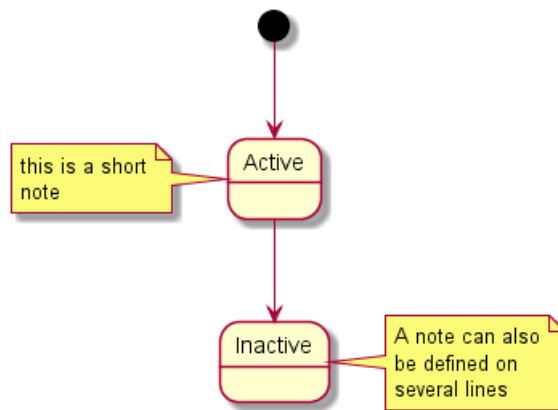 Active
this is a short
note
Inactive
A note can also
be defined on
several lines